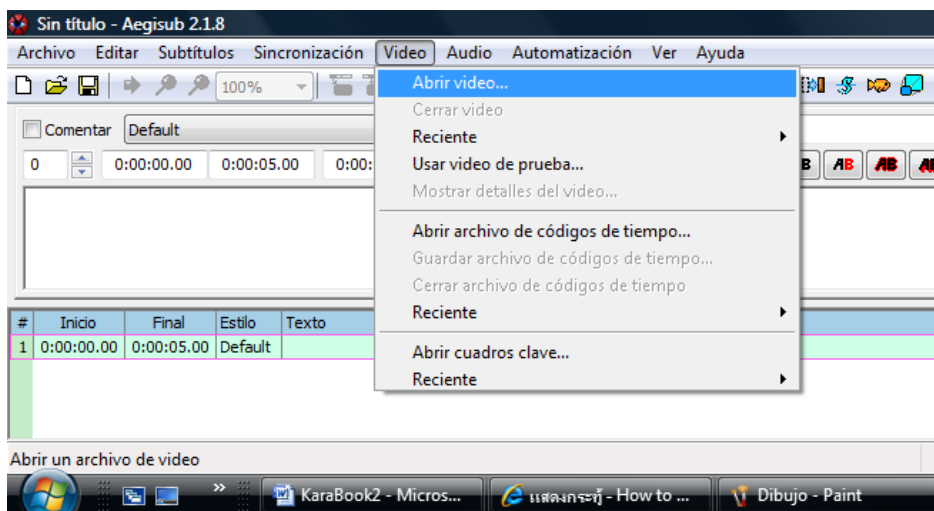 Sin título - Aegisub 2.1.8
Archivo Editar Subtítulos Sincronización Video Audio Automatización Ver Ayuda
100%
Abrir video...
Cerrar video
Reciente
Usar video de prueba...
Mostrar detalles del video...
Abrir archivo de códigos de tiempo...
Guardar archivo de códigos de tiempo...
Cerrar archivo de códigos de tiempo
Reciente
Abrir cuadros clave...
Reciente
Comentar Default
0 0:00:00.00 0:00:05.00 0:00: B AB AB
# Inicio Final Estilo Texto
1 0:00:00.00 0:00:05.00 Default
Abrir un archivo de video
KaraBook2 - Micros... แสดงกระทู้ - How to ... Dibujo - Paint